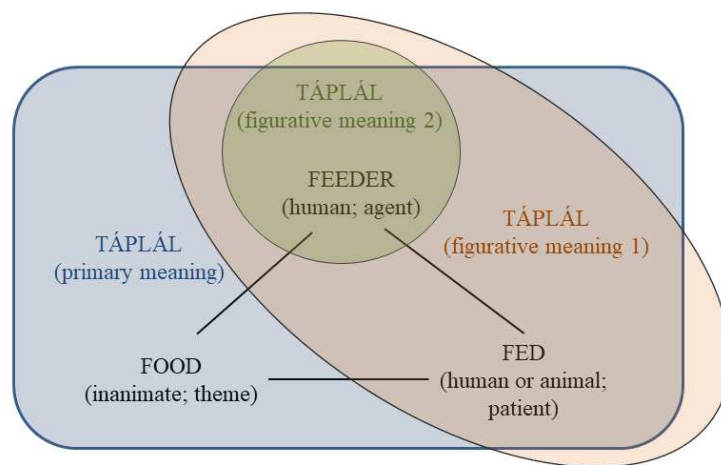 TÁPLÁL
(figurative meaning 2)
FEEDER
(human; agent)
TÁPLÁL
(primary meaning)
TÁPLÁL
(figurative meaning 1)
FOOD
(inanimate; theme)
FED
(human or animal;
patient)